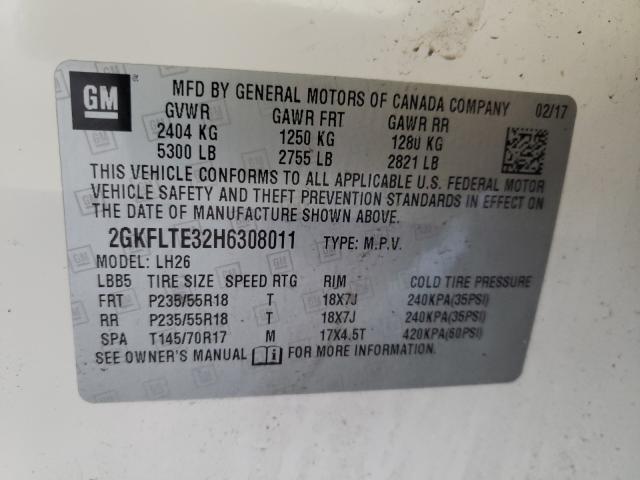 GM
MFD BY GENERAL MOTORS OF CANADA COMPANY 02/17
GVWR GAWR FRT GAWR RR
2404 KG 1250 KG 1280 KG
5300 LB 2755 LB 2821 LB
THIS VEHICLE CONFORMS TO ALL APPLICABLE U.S. FEDERAL MOTOR
VEHICLE SAFETY AND THEFT PREVENTION STANDARDS IN EFFECT ON
THE DATE OF MANUFACTURE SHOWN ABOVE.
2GKFLTE32H6308011 TYPE: M.P.V.
MODEL: LH26
LBB5 TIRE SIZE SPEED RTG RIM COLD TIRE PRESSURE
FRT P235/55R18 T 18X7J 240KPA(35PSI)
RR P235/55R18 T 18X7J 240KPA(35PSI)
SPA T145/70R17 M 17X4.5T 420KPA(60PSI)
SEE OWNER'S MANUAL FOR MORE INFORMATION.